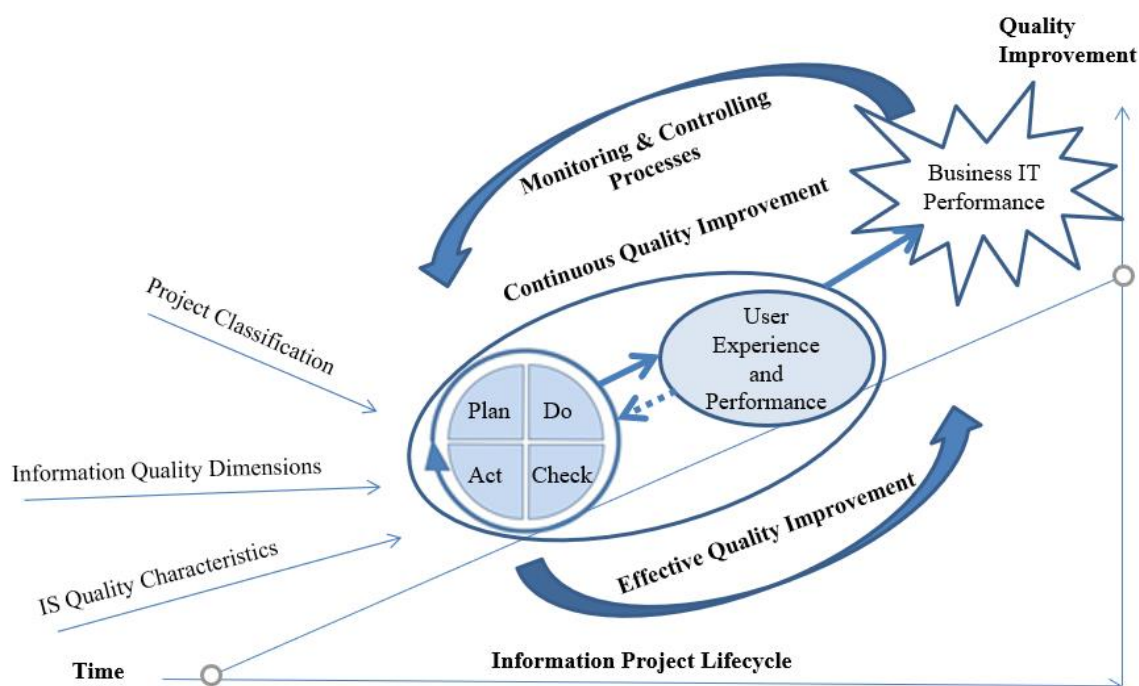 Quality
Improvement
Monitoring & Controlling
Processes
Business IT
Performance
Continuous Quality Improvement
Project Classification
User
Experience
and
Performance
Plan
Do
Act
Check
Information Quality Dimensions
Effective Quality Improvement
IS Quality Characteristics
Time
Information Project Lifecycle